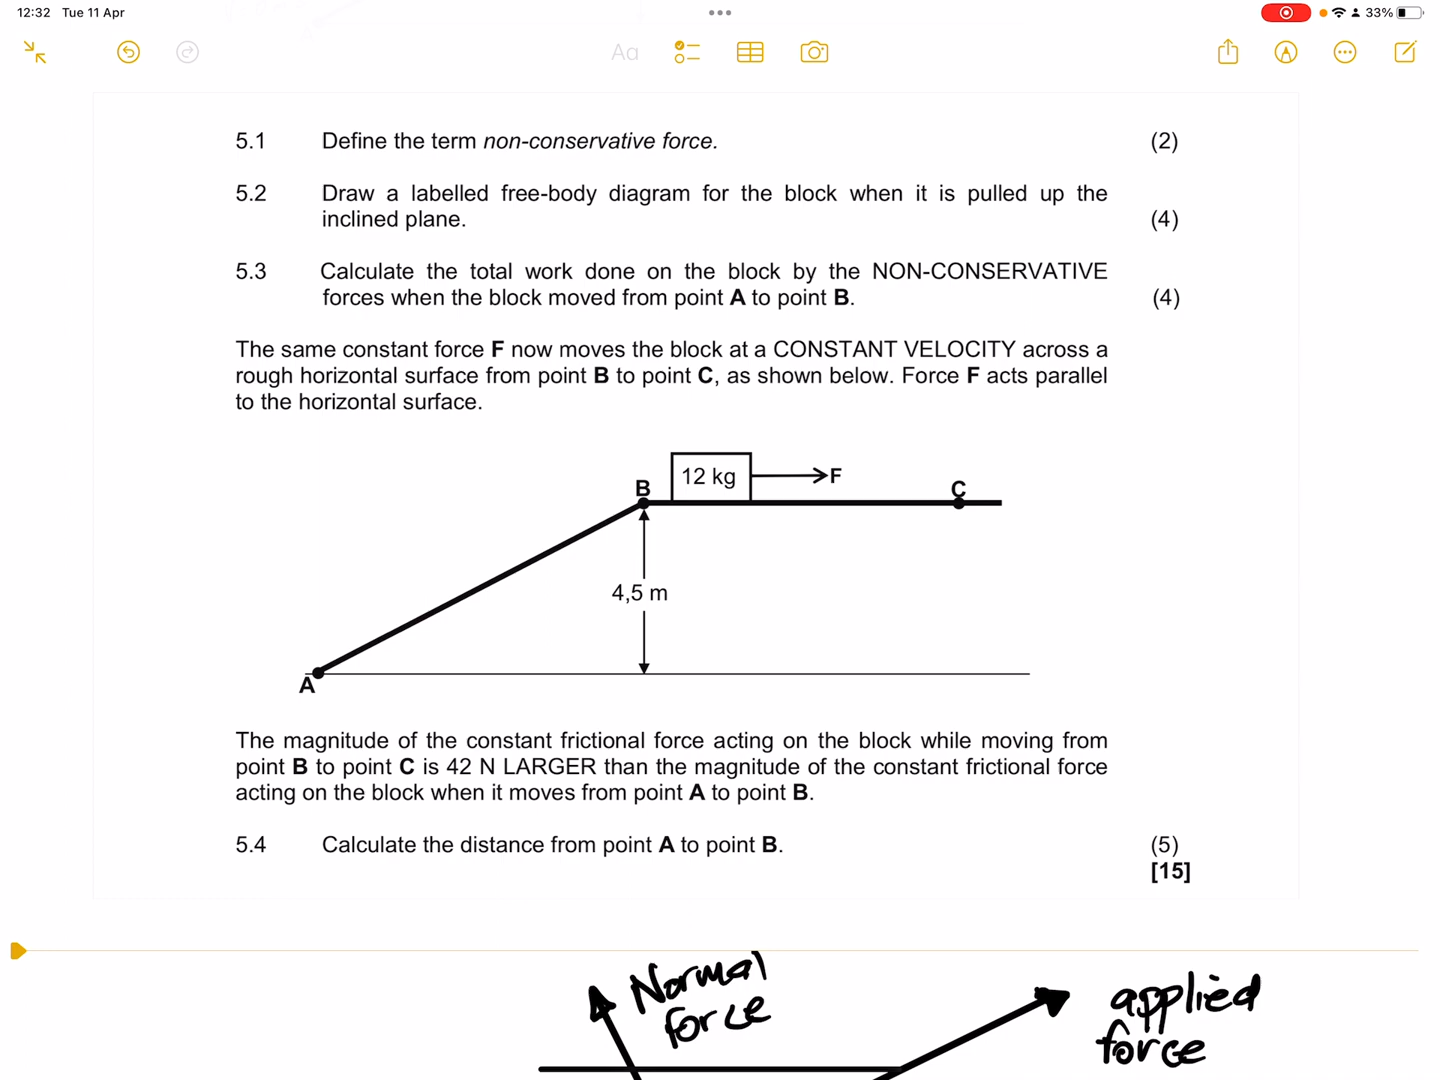 12:32 Tue 11 Apr
33%
Aa
5.1 Define the term non-conservative force. (2)
5.2 Draw a labelled free-body diagram for the block when it is pulled up the
inclined plane. (4)
5.3 Calculate the total work done on the block by the NON-CONSERVATIVE
forces when the block moved from point A to point B. (4)
The same constant force F now moves the block at a CONSTANT VELOCITY across a
rough horizontal surface from point B to point C, as shown below. Force F acts parallel
to the horizontal surface.
B 12 kg F C
4,5 m
A
The magnitude of the constant frictional force acting on the block while moving from
point B to point C is 42 N LARGER than the magnitude of the constant frictional force
acting on the block when it moves from point A to point B.
5.4 Calculate the distance from point A to point B. (5)
[15]
Normal
force
applied
force